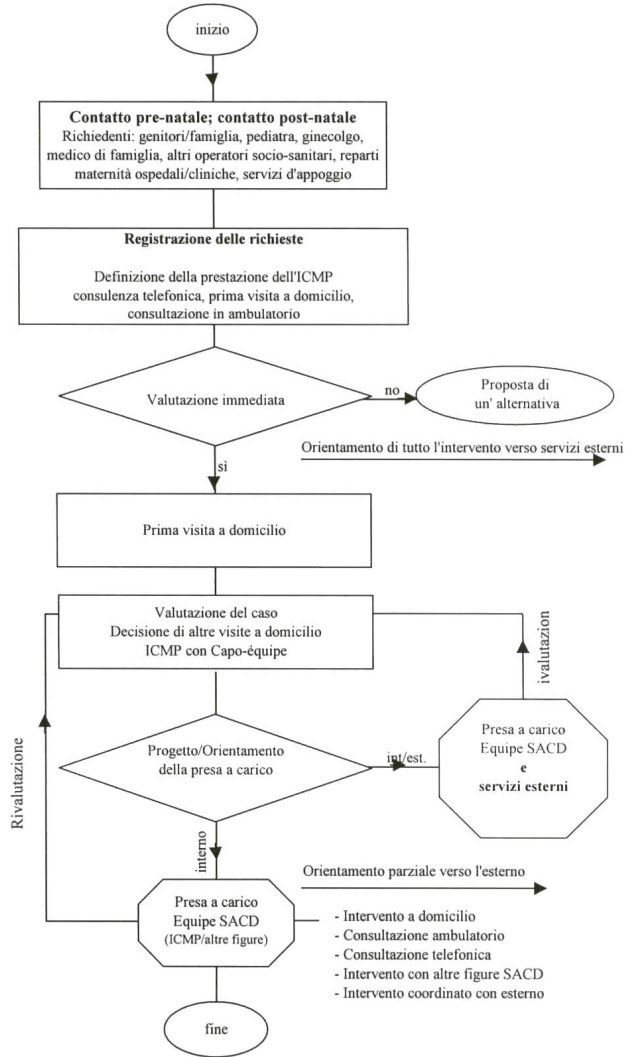 inizio
Contatto pre-natale; contatto post-natale
Richiedenti: genitori/famiglia, pediatra, ginecolgo,
medico di famiglia, altri operatori socio-sanitari, reparti
maternità ospedali/cliniche, servizi d'appoggio
Registrazione delle richieste
Definizione della prestazione dell'ICMP
consulenza telefonica, prima visita a domicilio,
consultazione in ambulatorio
Valutazione immediata
no
Proposta di
un' alternativa
Orientamento di tutto l'intervento verso servizi esterni
sì
Prima visita a domicilio
Valutazione del caso
Decisione di altre visite a domicilio
ICMP con Capo-équipe
ivalutazion
Rivalutazione
Progetto/Orientamento
della presa a carico
int/est.
Presa a carico
Equipe SACD
e
servizi esterni
interno
Orientamento parziale verso l'esterno
Presa a carico
Equipe SACD
(ICMP/altre figure)
- Intervento a domicilio
- Consultazione ambulatorio
- Consultazione telefonica
- Intervento con altre figure SACD
- Intervento coordinato con esterno
fine